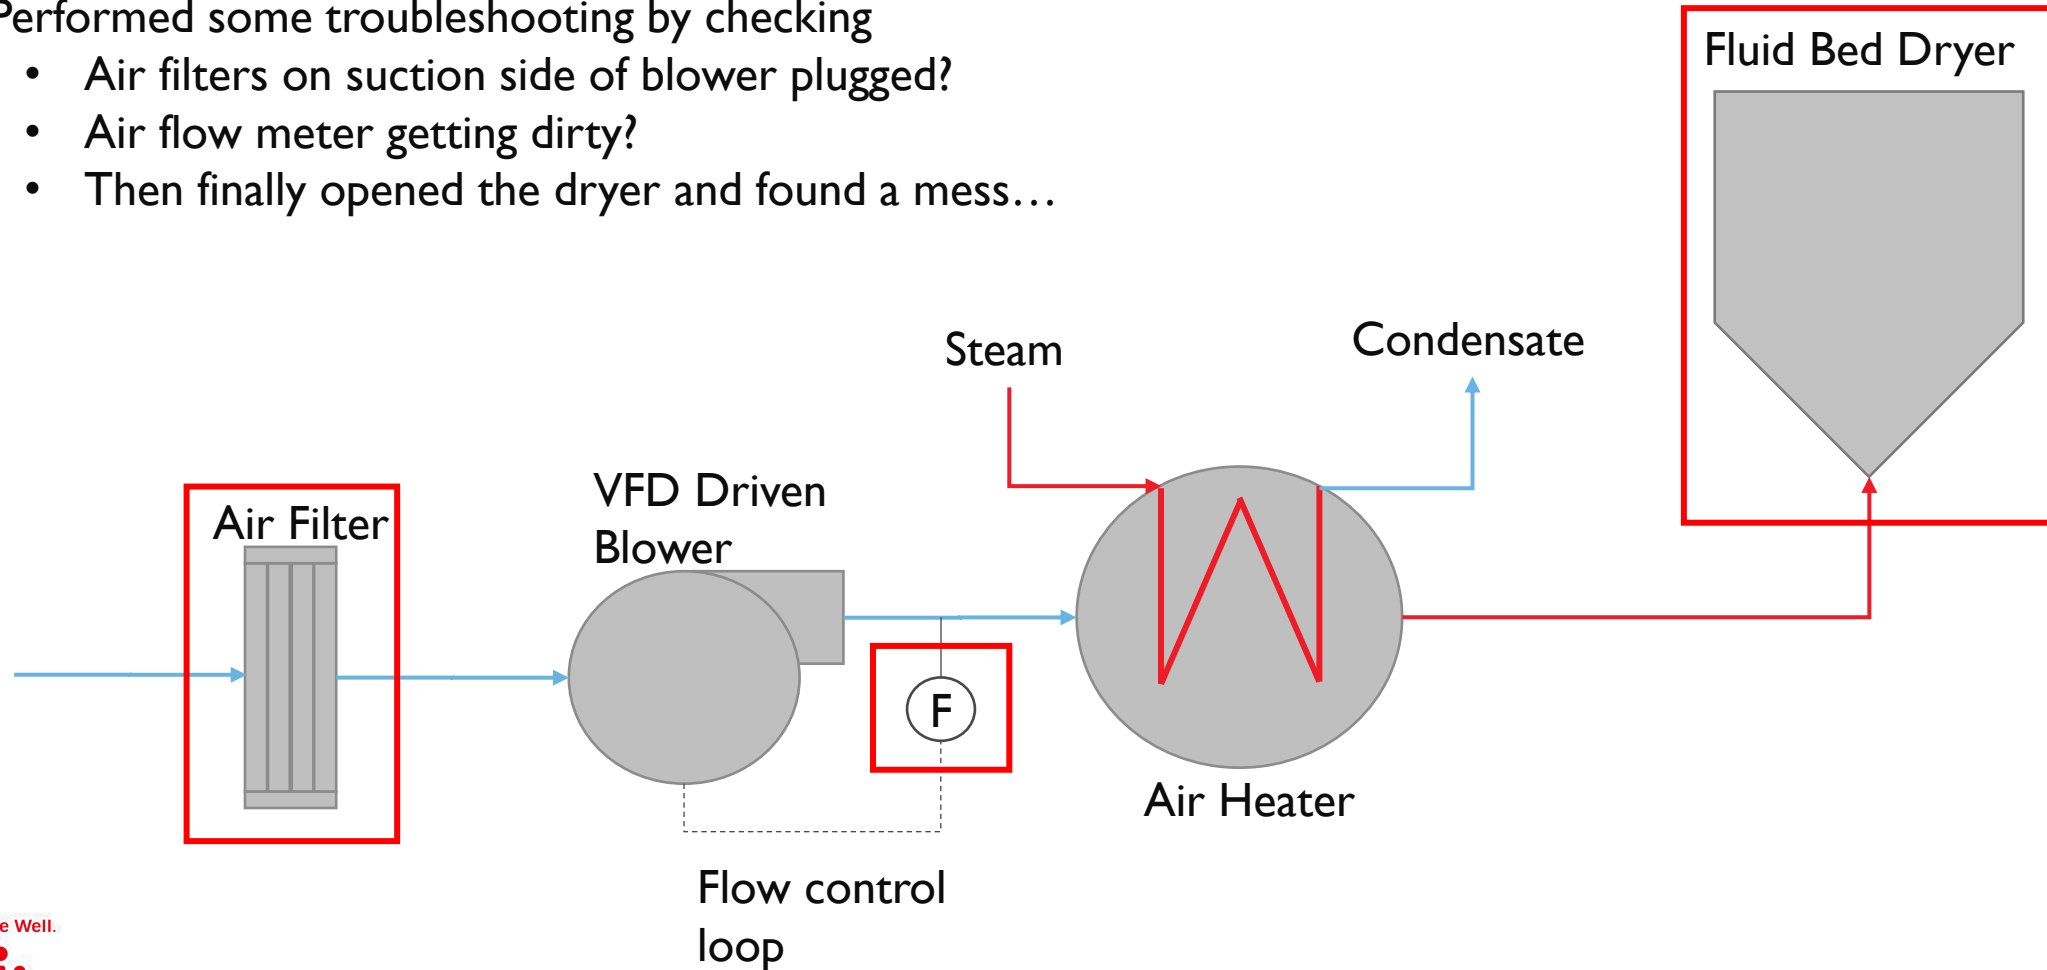 Performed some troubleshooting by checking
• Air filters on suction side of blower plugged?
• Air flow meter getting dirty?
• Then finally opened the dryer and found a mess…
Fluid Bed Dryer
Steam
Condensate
VFD Driven
Blower
Air Filter
F
Air Heater
Flow control
loop
e Well.